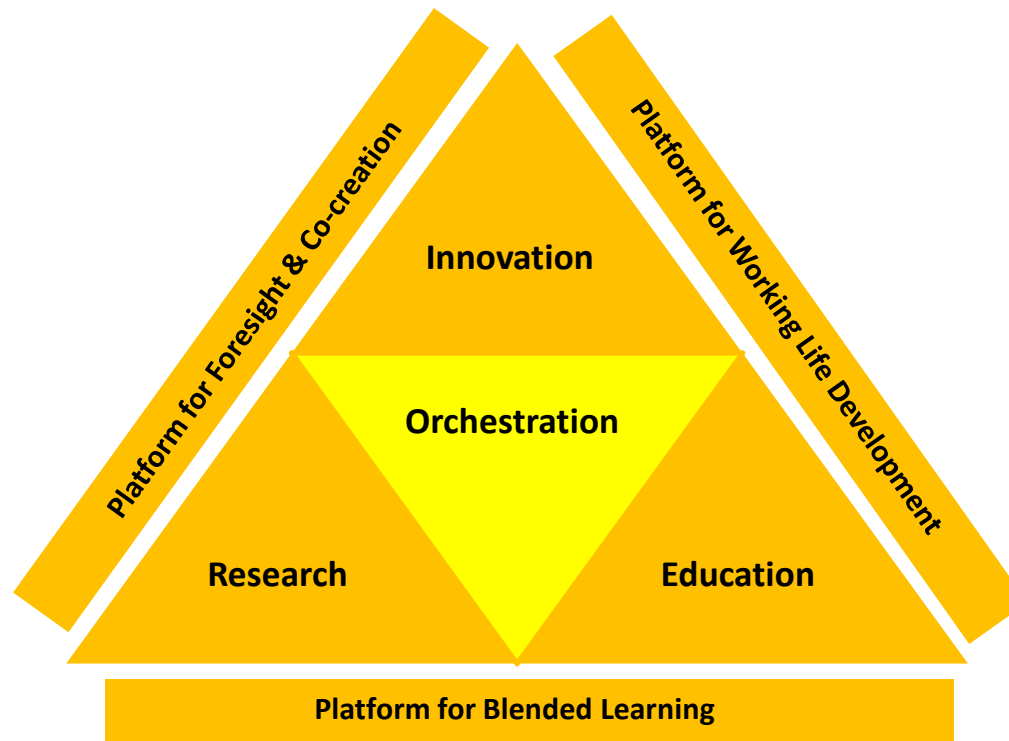 Platform for Foresight & Co-creation
Platform for Working Life Development
Innovation
Orchestration
Research
Education
Platform for Blended Learning